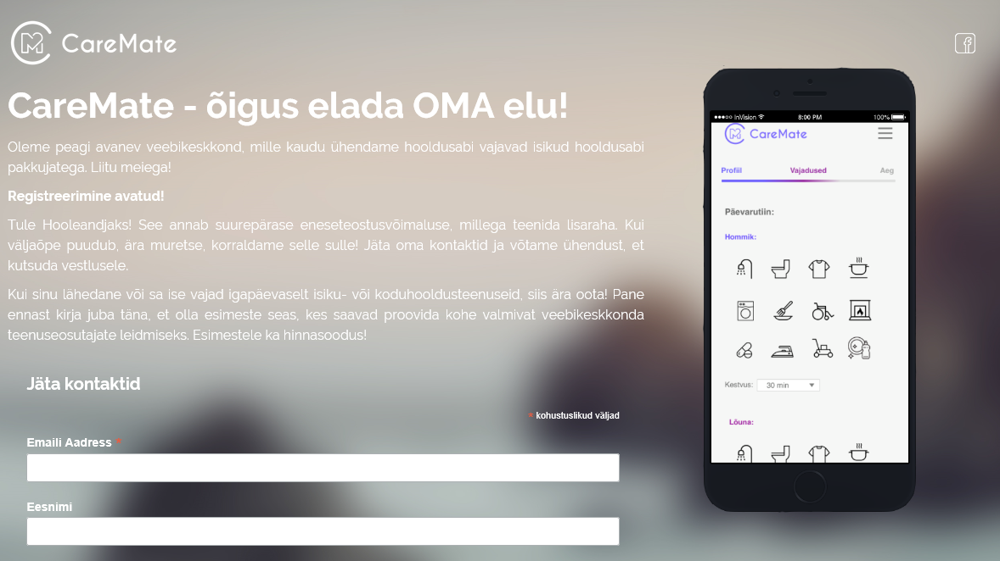 CareMate
CareMate - õigus elada OMA elu!
Oleme peagi avanev veebikeskkond, mille kaudu ühendame hooldusabi vajavad isikud hooldusabi
pakkujatega. Liitu meiega!
Registreerimine avatud!
Tule Hooleandjaks! See annab suurepärase eneseteostusvõimaluse, millega teenida lisaraha. Kui
väljaõpe puudub, ära muretse, korraldame selle sulle! Jäta oma kontaktid ja võtame ühendust, et
kutsuda vestlusele.
Kui sinu lähedane või sa ise vajad igapäevaselt isiku- või koduhooldusteenuseid, siis ära oota! Pane
ennast kirja juba täna, et olla esimeste seas, kes saavad proovida kohe valmivat veebikeskkonda
teenuseosutajate leidmiseks. Esimestele ka hinnasoodus!
Jäta kontaktid
* kohustuslikud väljad
Emaili Aadress *
Eesnimi
InVision 8:00 PM 100%
CareMate
Profiil Vajadused Aeg
Päevarutiin:
Hommik:
Kestvus: 30 min
Lõuna: